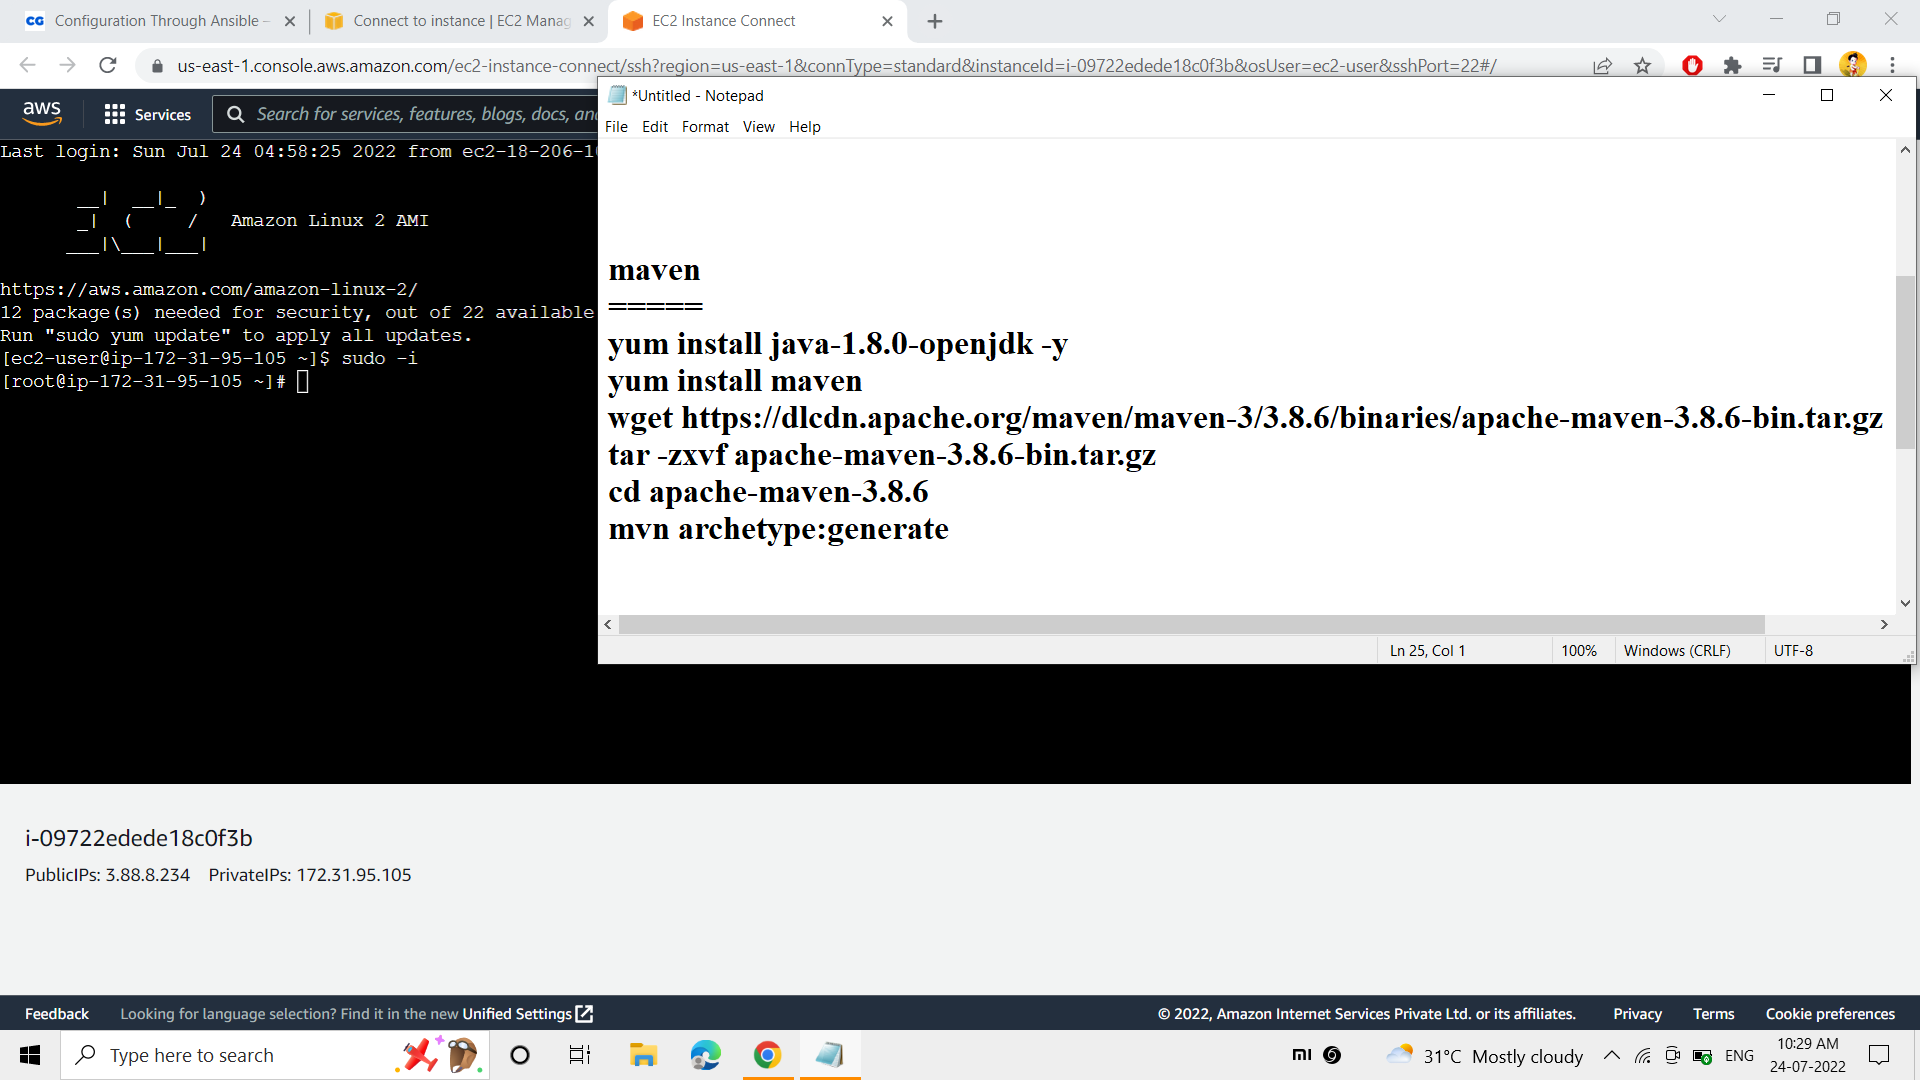 Configuration Through Ansible –
Connect to instance | EC2 Manag
EC2 Instance Connect
us-east-1.console.aws.amazon.com/ec2-instance-connect/ssh?region=us-east-1&connType=standard&instanceId=i-09722edede18c0f3b&osUser=ec2-user&sshPort=22#/
aws
Services
Search for services, features, blogs, docs, an
*Untitled - Notepad
File Edit Format View Help
Last login: Sun Jul 24 04:58:25 2022 from ec2-18-206-1
__| __|_ )
_| ( / Amazon Linux 2 AMI
___|\___|___|
https://aws.amazon.com/amazon-linux-2/
12 package(s) needed for security, out of 22 available
Run "sudo yum update" to apply all updates.
[ec2-user@ip-172-31-95-105 ~]$ sudo -i
[root@ip-172-31-95-105 ~]#
maven
=====
yum install java-1.8.0-openjdk -y
yum install maven
wget https://dlcdn.apache.org/maven/maven-3/3.8.6/binaries/apache-maven-3.8.6-bin.tar.gz
tar -zxvf apache-maven-3.8.6-bin.tar.gz
cd apache-maven-3.8.6
mvn archetype:generate
Ln 25, Col 1
100%
Windows (CRLF)
UTF-8
i-09722edede18c0f3b
PublicIPs: 3.88.8.234 PrivateIPs: 172.31.95.105
Feedback
Looking for language selection? Find it in the new Unified Settings
© 2022, Amazon Internet Services Private Ltd. or its affiliates.
Privacy
Terms
Cookie preferences
Type here to search
31°C Mostly cloudy
ENG
10:29 AM
24-07-2022